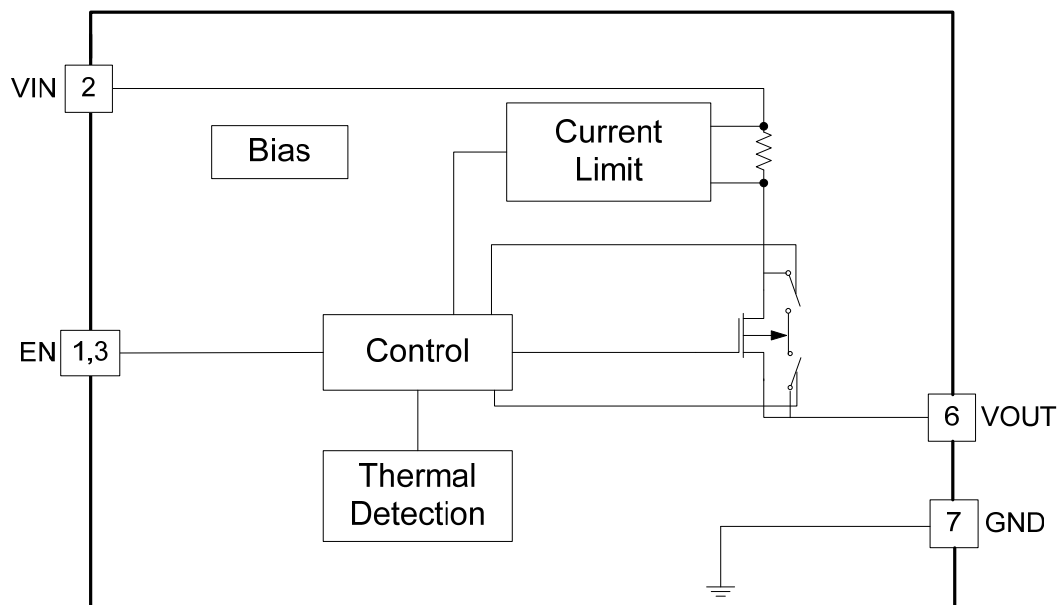 VIN 2
Bias
Current
Limit
EN 1,3
Control
6 VOUT
Thermal
Detection
7 GND